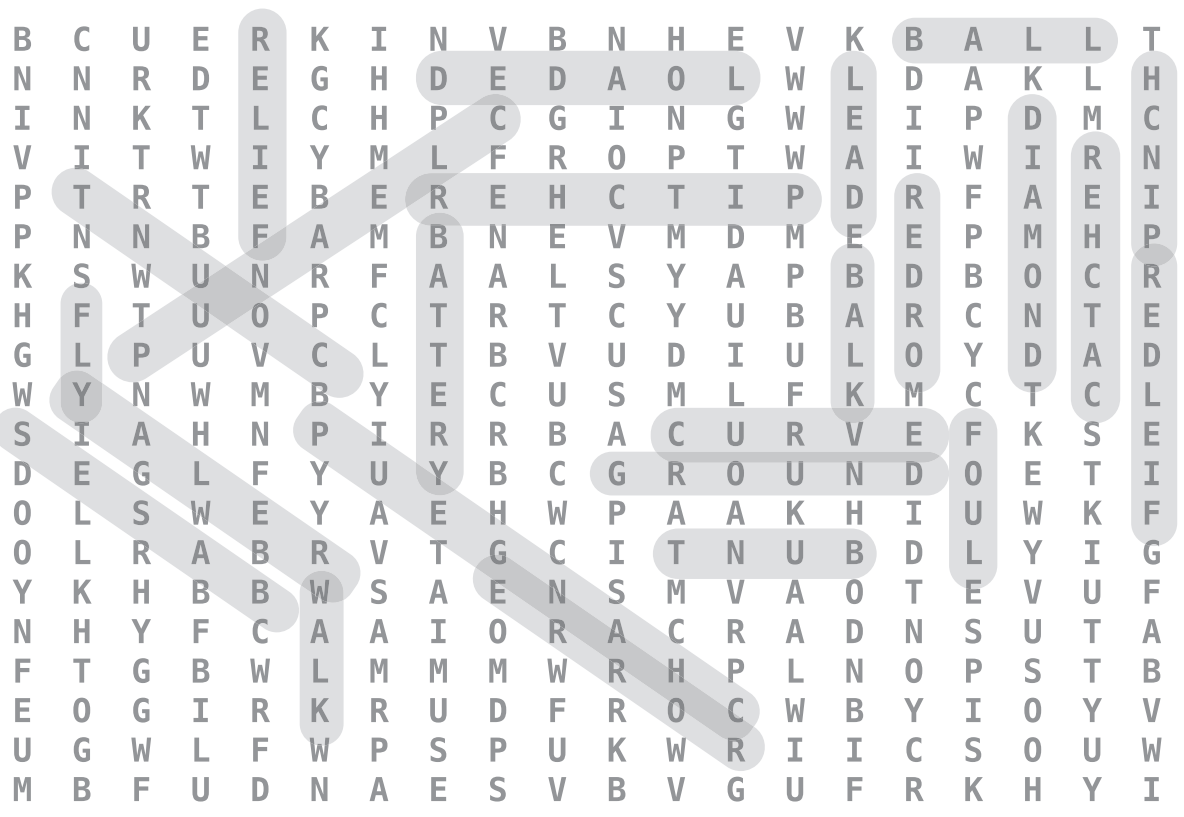 B C U E R K I N V B N H E V K B A L L T
N N R D E G H D E D A O L W L D A K L H
I N K T L C H P C G I N G W E I P D M C
V I T W I Y M L F R O P T W A I W I R N
P T R T E B E R E H C T I P D R F A E I
P N N B F A M B N E V M D M E E P M H P
K S W U N R F A A L S Y A P B D B O C R
H F T U O P C T R T C Y U B A R C N T E
G L P U V C L T B V U D I U L O Y D A D
W Y N W M B Y E C U S M L F K M C T C L
S I A H N P I R R B A C U R V E F K S E
D E G L F Y U Y B C G R O U N D O E T I
O L S W E Y A E H W P A A K H I U W K F
O L R A B R V T G C I T N U B D L Y I G
Y K H B B W S A E N S M V A O T E V U F
N H Y F C A A I O R A C R A D N S U T A
F T G B W L M M M W R H P L N O P S T B
E O G I R K R U D F R O C W B Y I O Y V
U G W L F W P S P U K W R I I C S O U W
M B F U D N A E S V B V G U F R K H Y I